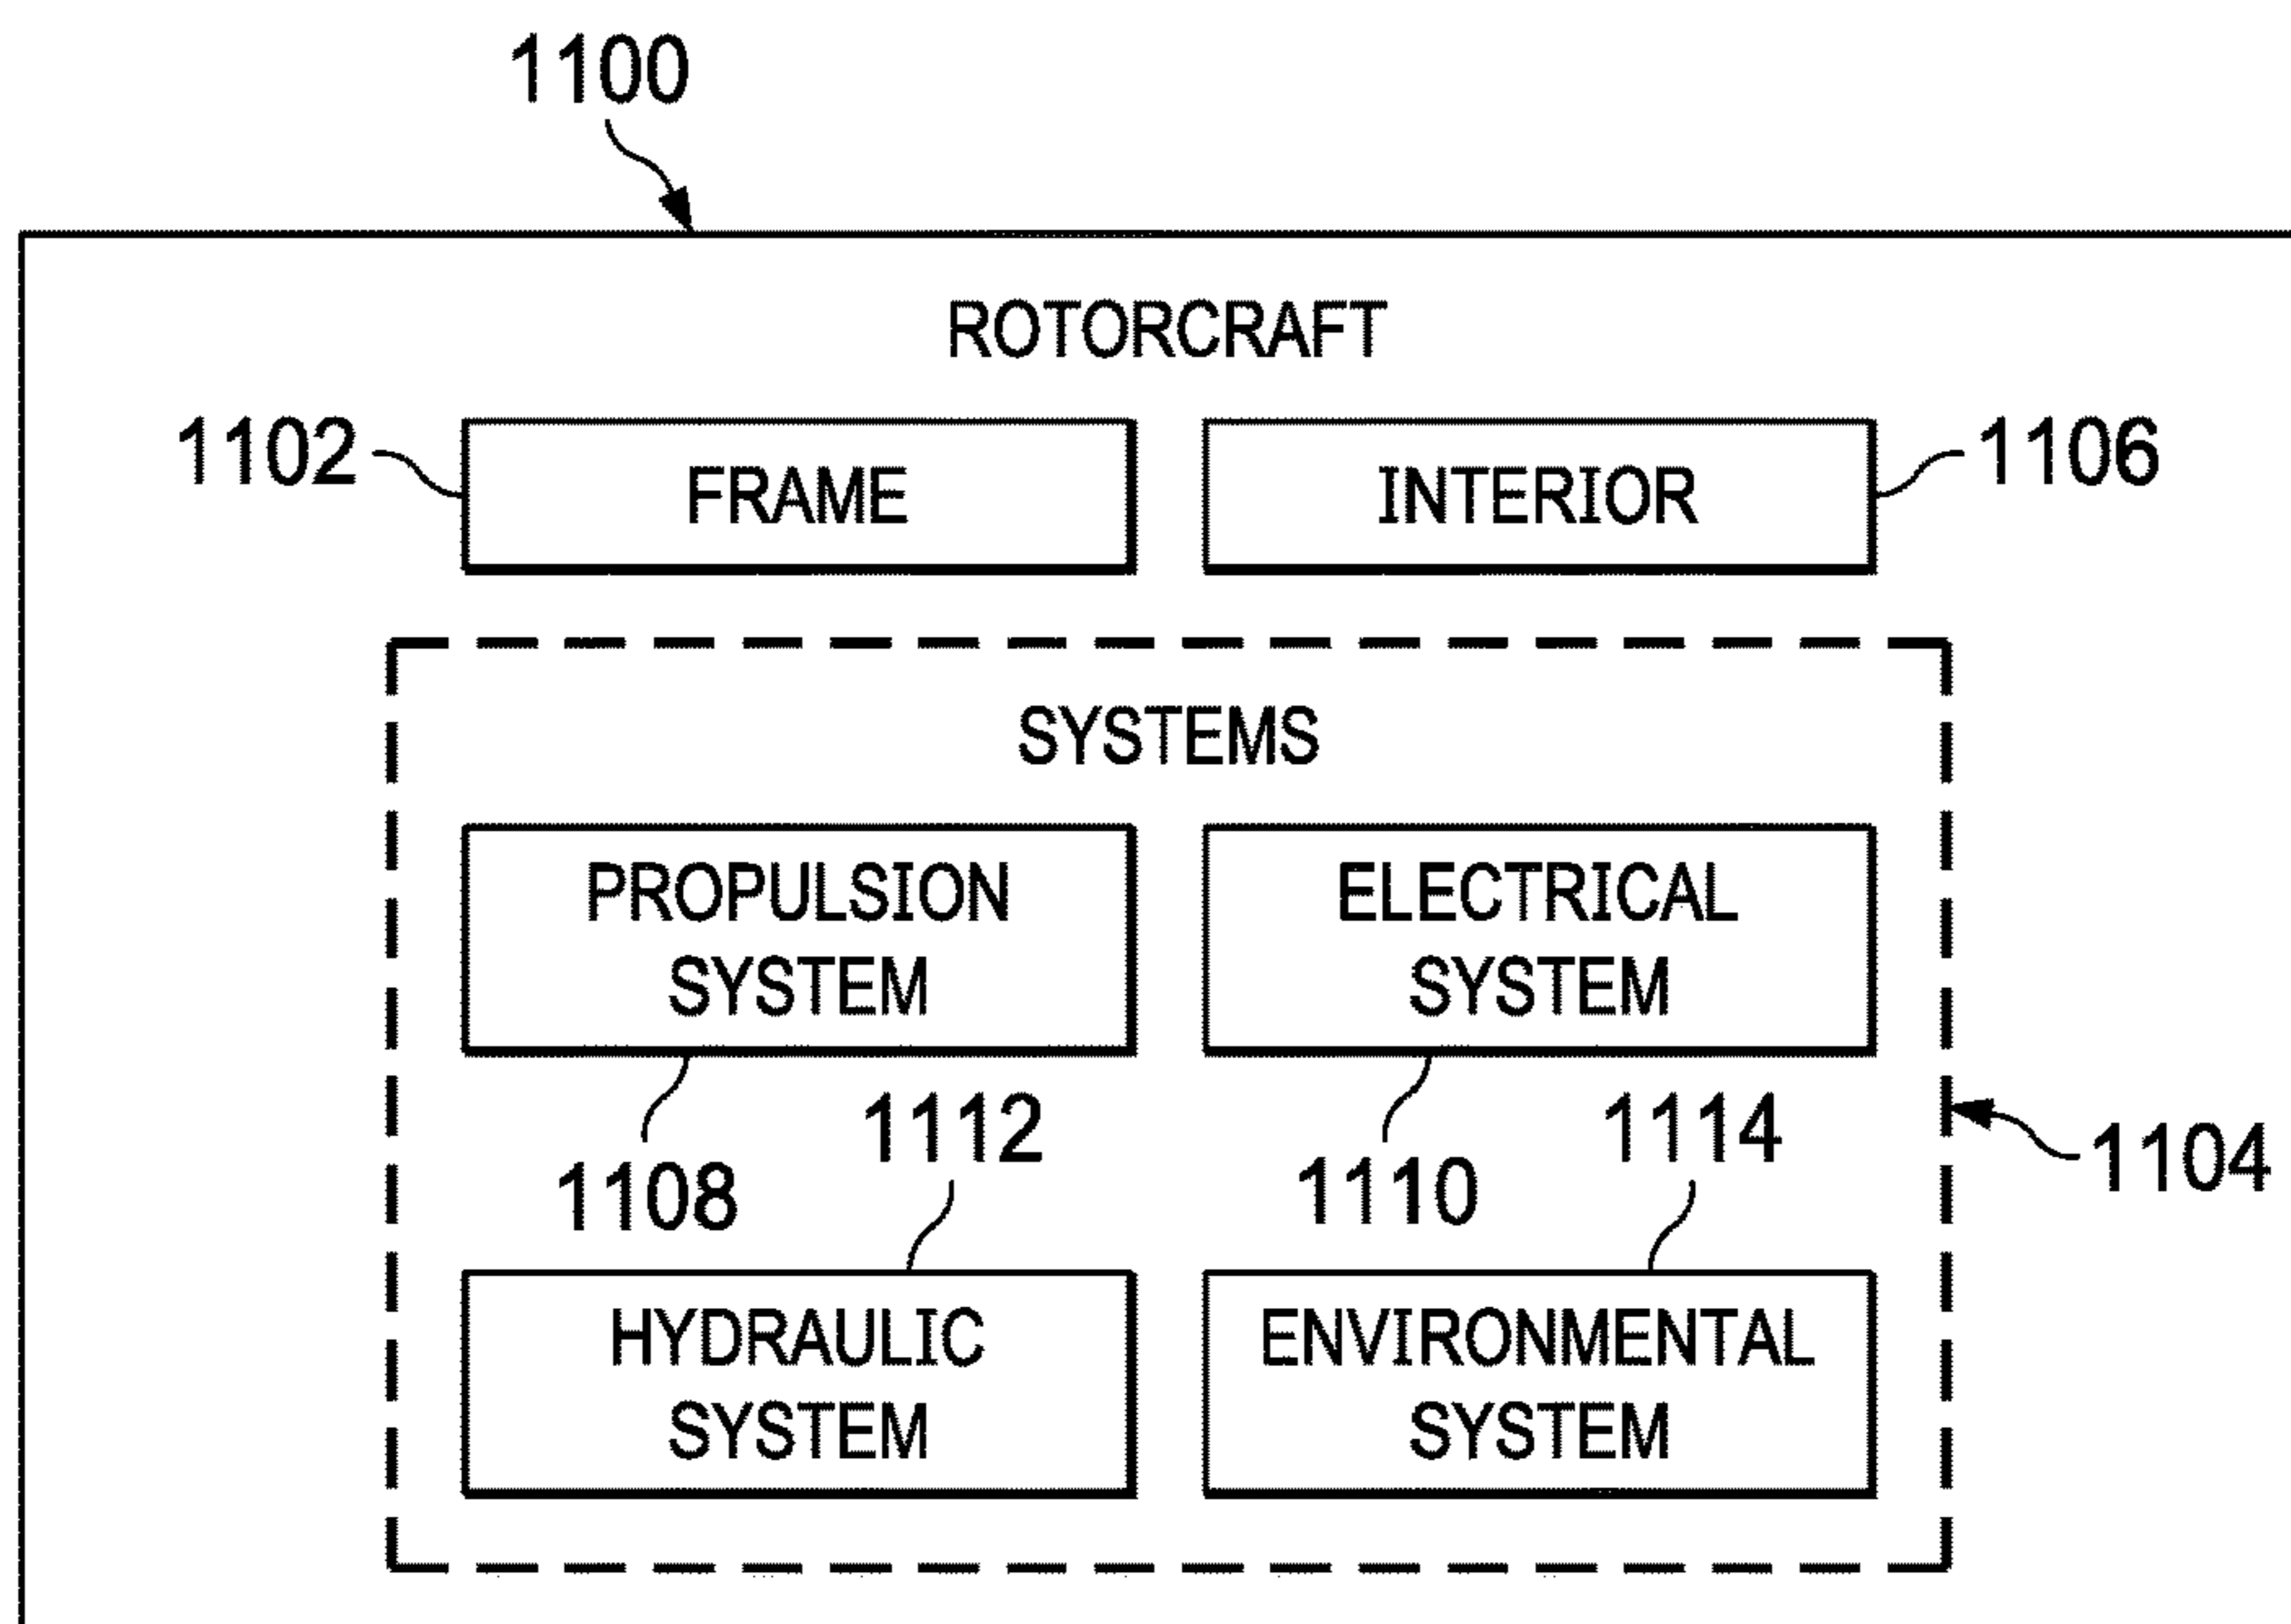 1100
ROTORCRAFT
1102
FRAME
INTERIOR
1106
SYSTEMS
PROPULSION
SYSTEM
ELECTRICAL
SYSTEM
1108
1112
1110
1114
1104
HYDRAULIC
SYSTEM
ENVIRONMENTAL
SYSTEM